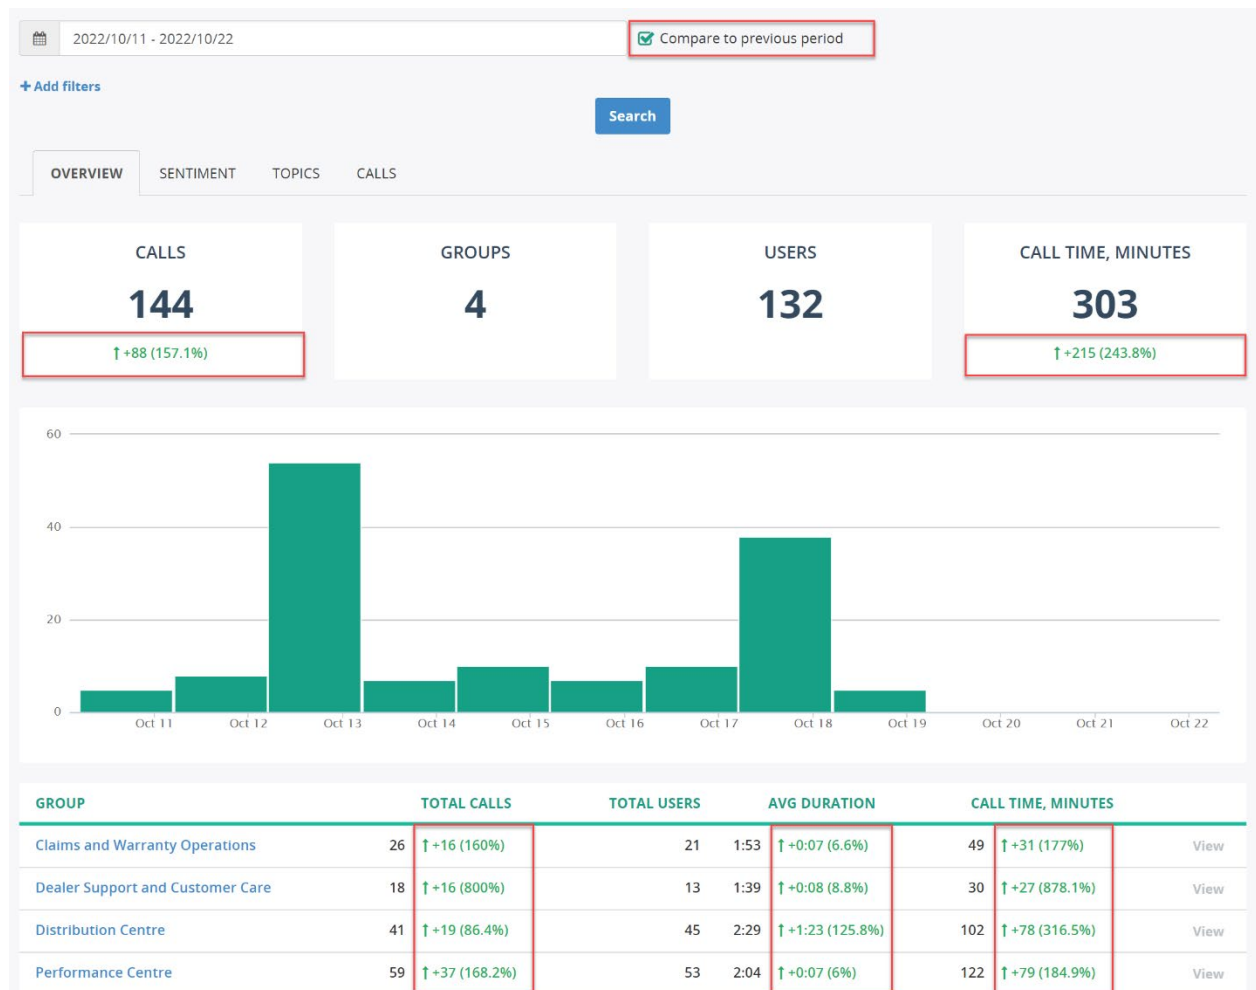 2022/10/11 - 2022/10/22 Compare to previous period
+ Add filters
Search
OVERVIEW SENTIMENT TOPICS CALLS
CALLS GROUPS USERS CALL TIME, MINUTES
144 4 132 303
↑ +88 (157.1%) ↑ +215 (243.8%)
60
40
20
0
Oct 11 Oct 12 Oct 13 Oct 14 Oct 15 Oct 16 Oct 17 Oct 18 Oct 19 Oct 20 Oct 21 Oct 22
GROUP TOTAL CALLS TOTAL USERS AVG DURATION CALL TIME, MINUTES
Claims and Warranty Operations 26 ↑ +16 (160%) 21 1:53 ↑ +0:07 (6.6%) 49 ↑ +31 (177%) View
Dealer Support and Customer Care 18 ↑ +16 (800%) 13 1:39 ↑ +0:08 (8.8%) 30 ↑ +27 (878.1%) View
Distribution Centre 41 ↑ +19 (86.4%) 45 2:29 ↑ +1:23 (125.8%) 102 ↑ +78 (316.5%) View
Performance Centre 59 ↑ +37 (168.2%) 53 2:04 ↑ +0:07 (6%) 122 ↑ +79 (184.9%) View